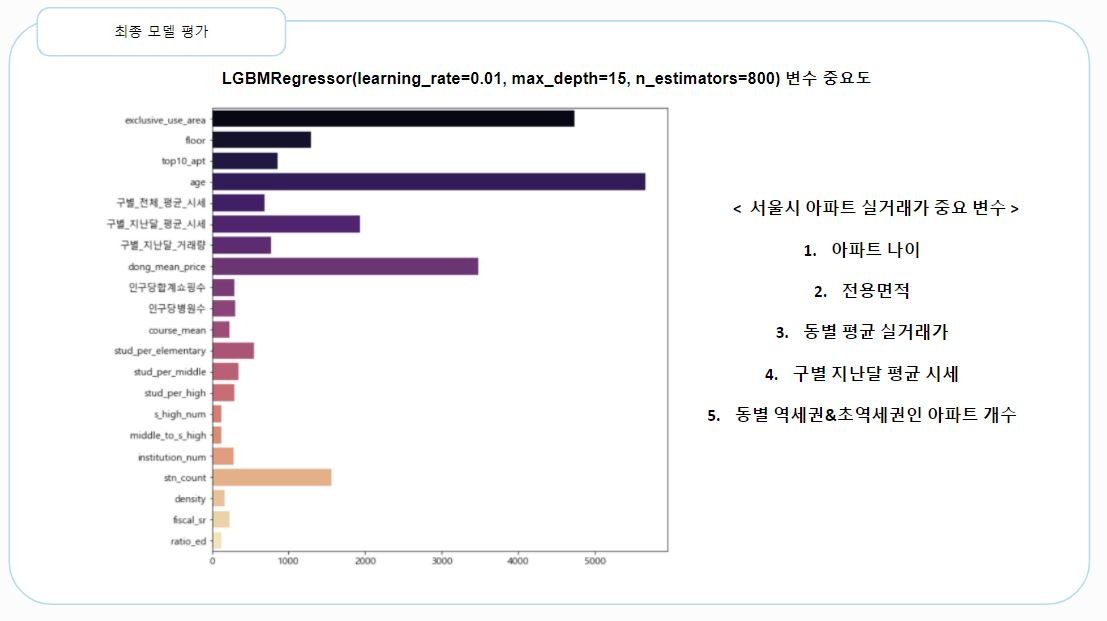 최종 모델 평가
LGBMRegressor(learning_rate=0.01, max_depth=15, n_estimators=800) 변수 중요도
exclusive_use_area
floor
top10_apt
age
구별_전체_평균_시세
구별_지난달_평균_시세
구별_지난달_거래량
dong_mean_price
인구당합계쇼핑수
인구당병원수
course_mean
stud_per_elementary
stud_per_middle
stud_per_high
s_high_num
middle_to_s_high
institution_num
stn_count
density
fiscal_sr
ratio_ed
0 1000 2000 3000 4000 5000
< 서울시 아파트 실거래가 중요 변수 >
1. 아파트 나이
2. 전용면적
3. 동별 평균 실거래가
4. 구별 지난달 평균 시세
5. 동별 역세권&초역세권인 아파트 개수